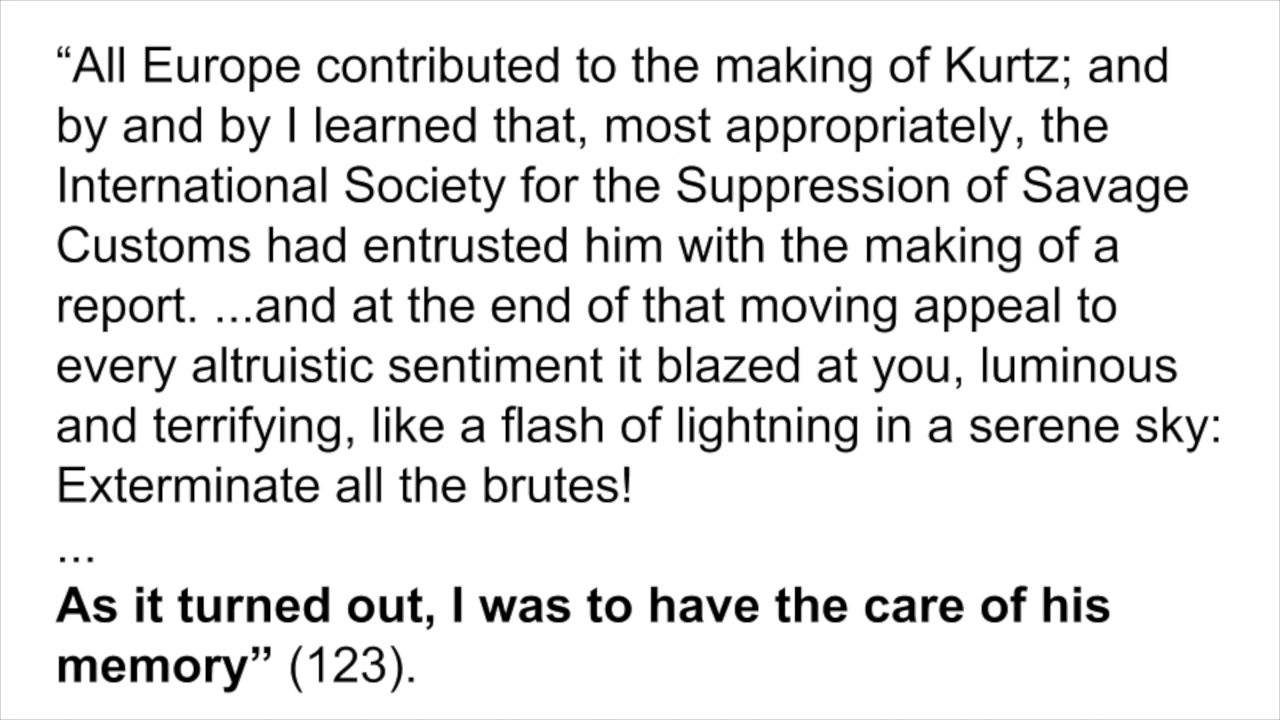 “All Europe contributed to the making of Kurtz; and
by and by I learned that, most appropriately, the
International Society for the Suppression of Savage
Customs had entrusted him with the making of a
report. ...and at the end of that moving appeal to
every altruistic sentiment it blazed at you, luminous
and terrifying, like a flash of lightning in a serene sky:
Exterminate all the brutes!
...
As it turned out, I was to have the care of his
memory” (123).